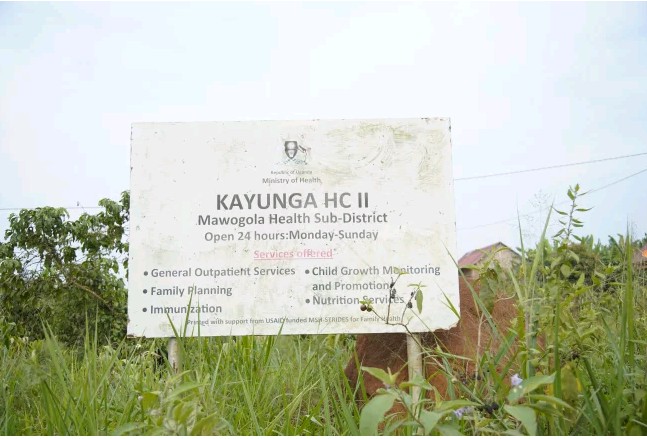 Republic of Uganda
Ministry of Health
KAYUNGA HC II
Mawogola Health Sub-District
Open 24 hours:Monday-Sunday
Services offered
• General Outpatient Services
• Family Planning
• Immunization
• Child Growth Monitoring
and Promotion
• Nutrition Services
Printed with support from USAID funded MSH-STRIDES for Family Health